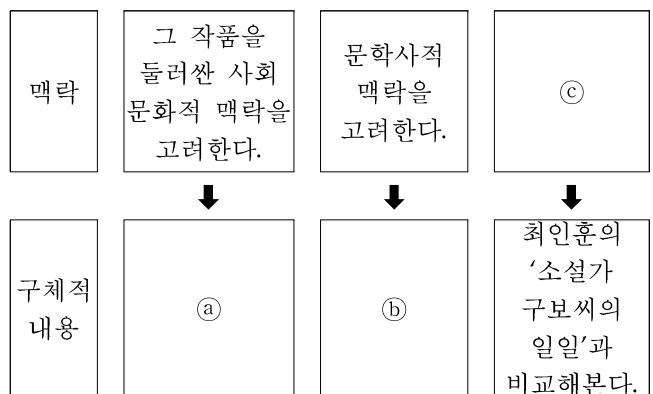 맥락
그 작품을
둘러싼 사회
문화적 맥락을
고려한다.
문학사적
맥락을
고려한다.
ⓒ
구체적
내용
ⓐ
ⓑ
최인훈의
‘소설가
구보씨의
일일’과
비교해본다.